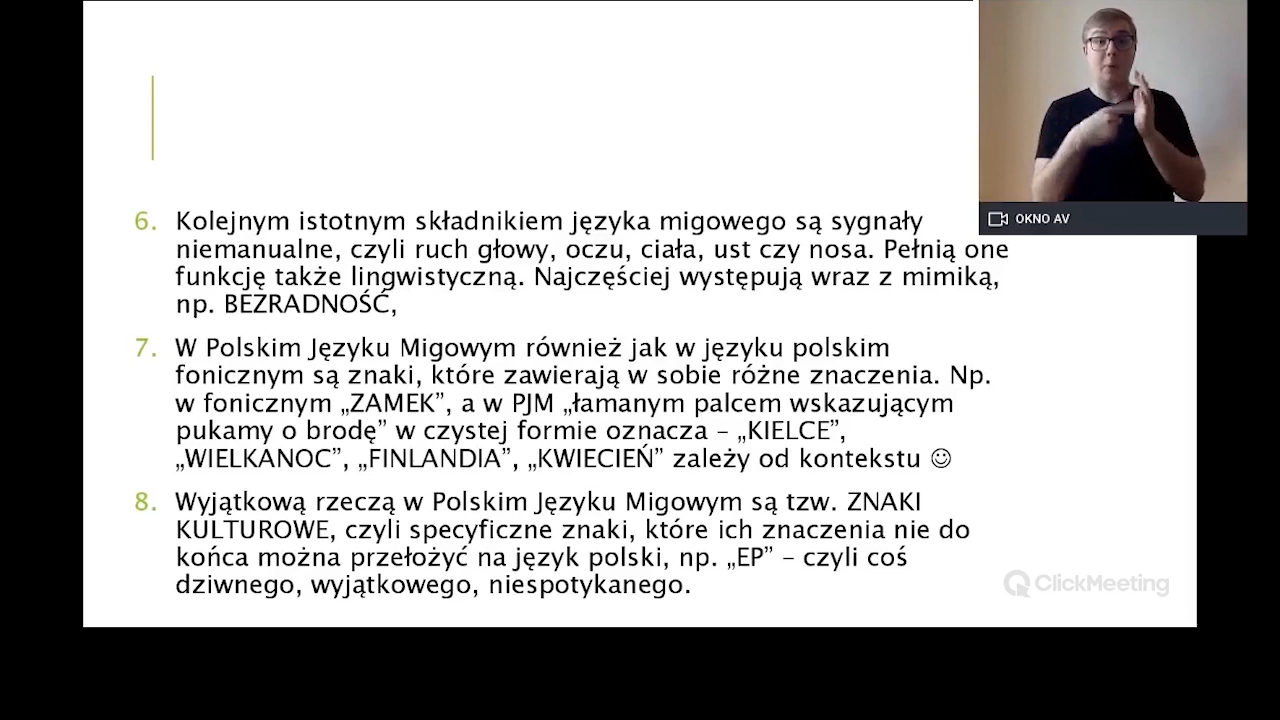 OKNO AV
6. Kolejnym istotnym składnikiem języka migowego są sygnały
niemanualne, czyli ruch głowy, oczu, ciała, ust czy nosa. Pełnią one
funkcję także lingwistyczną. Najczęściej występują wraz z mimiką,
np. BEZRADNOŚĆ,
7. W Polskim Języku Migowym również jak w języku polskim
fonicznym są znaki, które zawierają w sobie różne znaczenia. Np.
w fonicznym „ZAMEK”, a w PJM „łamanym palcem wskazującym
pukamy o brodę” w czystej formie oznacza – „KIELCE”,
„WIELKANOC”, „FINLANDIA”, „KWIECIEŃ” zależy od kontekstu ☺
8. Wyjątkową rzeczą w Polskim Języku Migowym są tzw. ZNAKI
KULTUROWE, czyli specyficzne znaki, które ich znaczenia nie do
końca można przełożyć na język polski, np. „EP” – czyli coś
dziwnego, wyjątkowego, niespotykanego.
ClickMeeting